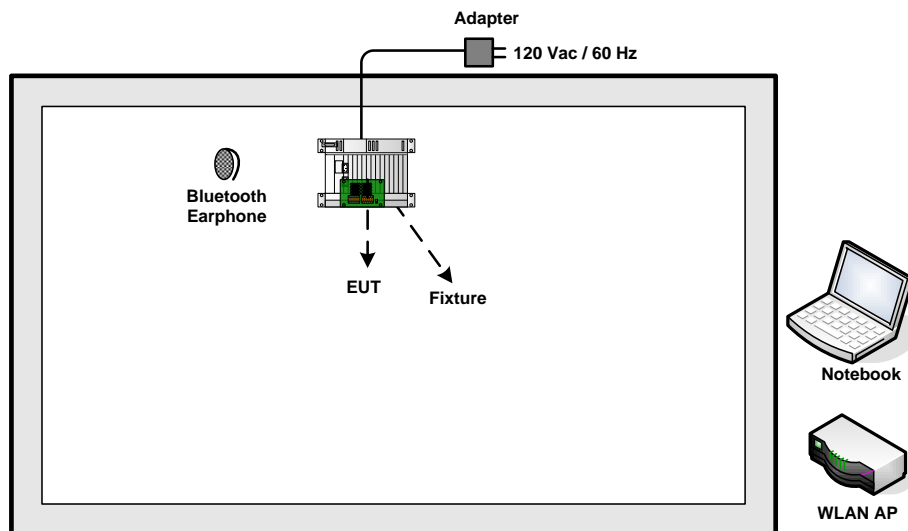 Adapter
120 Vac / 60 Hz
Bluetooth
Earphone
EUT
Fixture
Notebook
WLAN AP